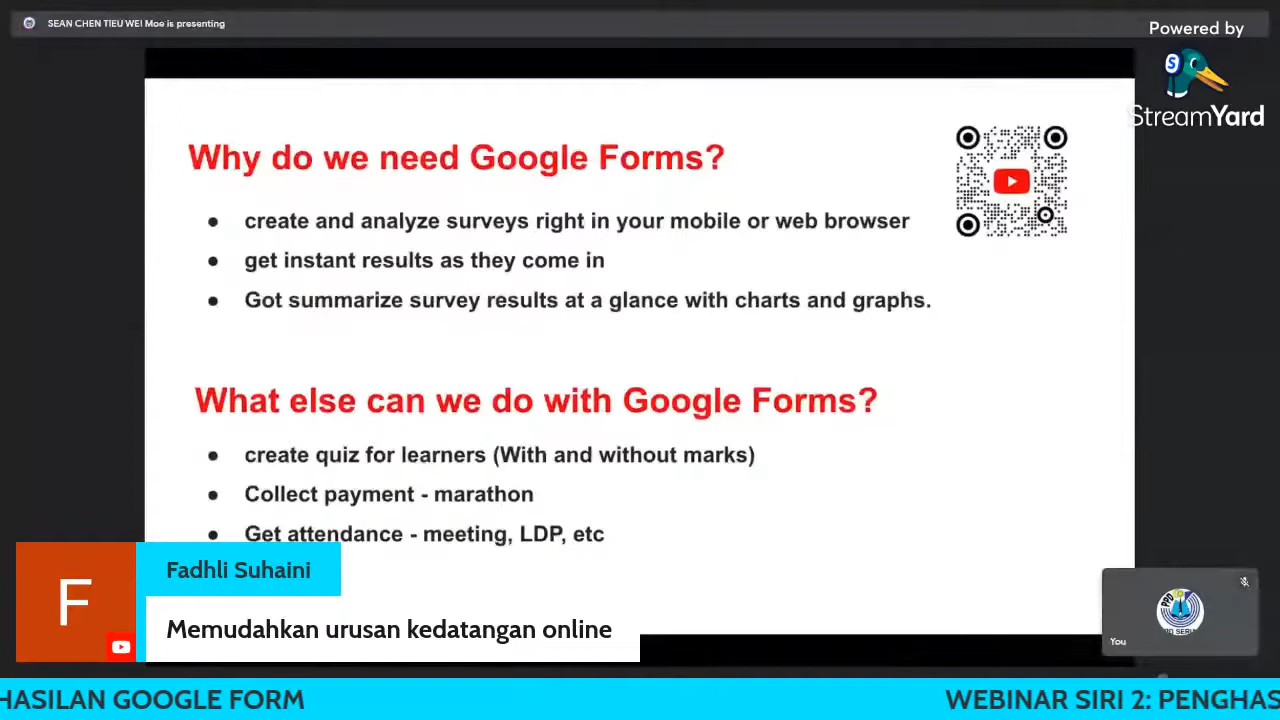 SEAN CHEN TIEU WEI Moe is presenting
Powered by
StreamYard
Why do we need Google Forms?
● create and analyze surveys right in your mobile or web browser
● get instant results as they come in
● Got summarize survey results at a glance with charts and graphs.
What else can we do with Google Forms?
● create quiz for learners (With and without marks)
● Collect payment - marathon
● Get attendance - meeting, LDP, etc
F
Fadhli Suhaini
Memudahkan urusan kedatangan online
PPD
You
HASILAN GOOGLE FORM
WEBINAR SIRI 2: PENGHAS